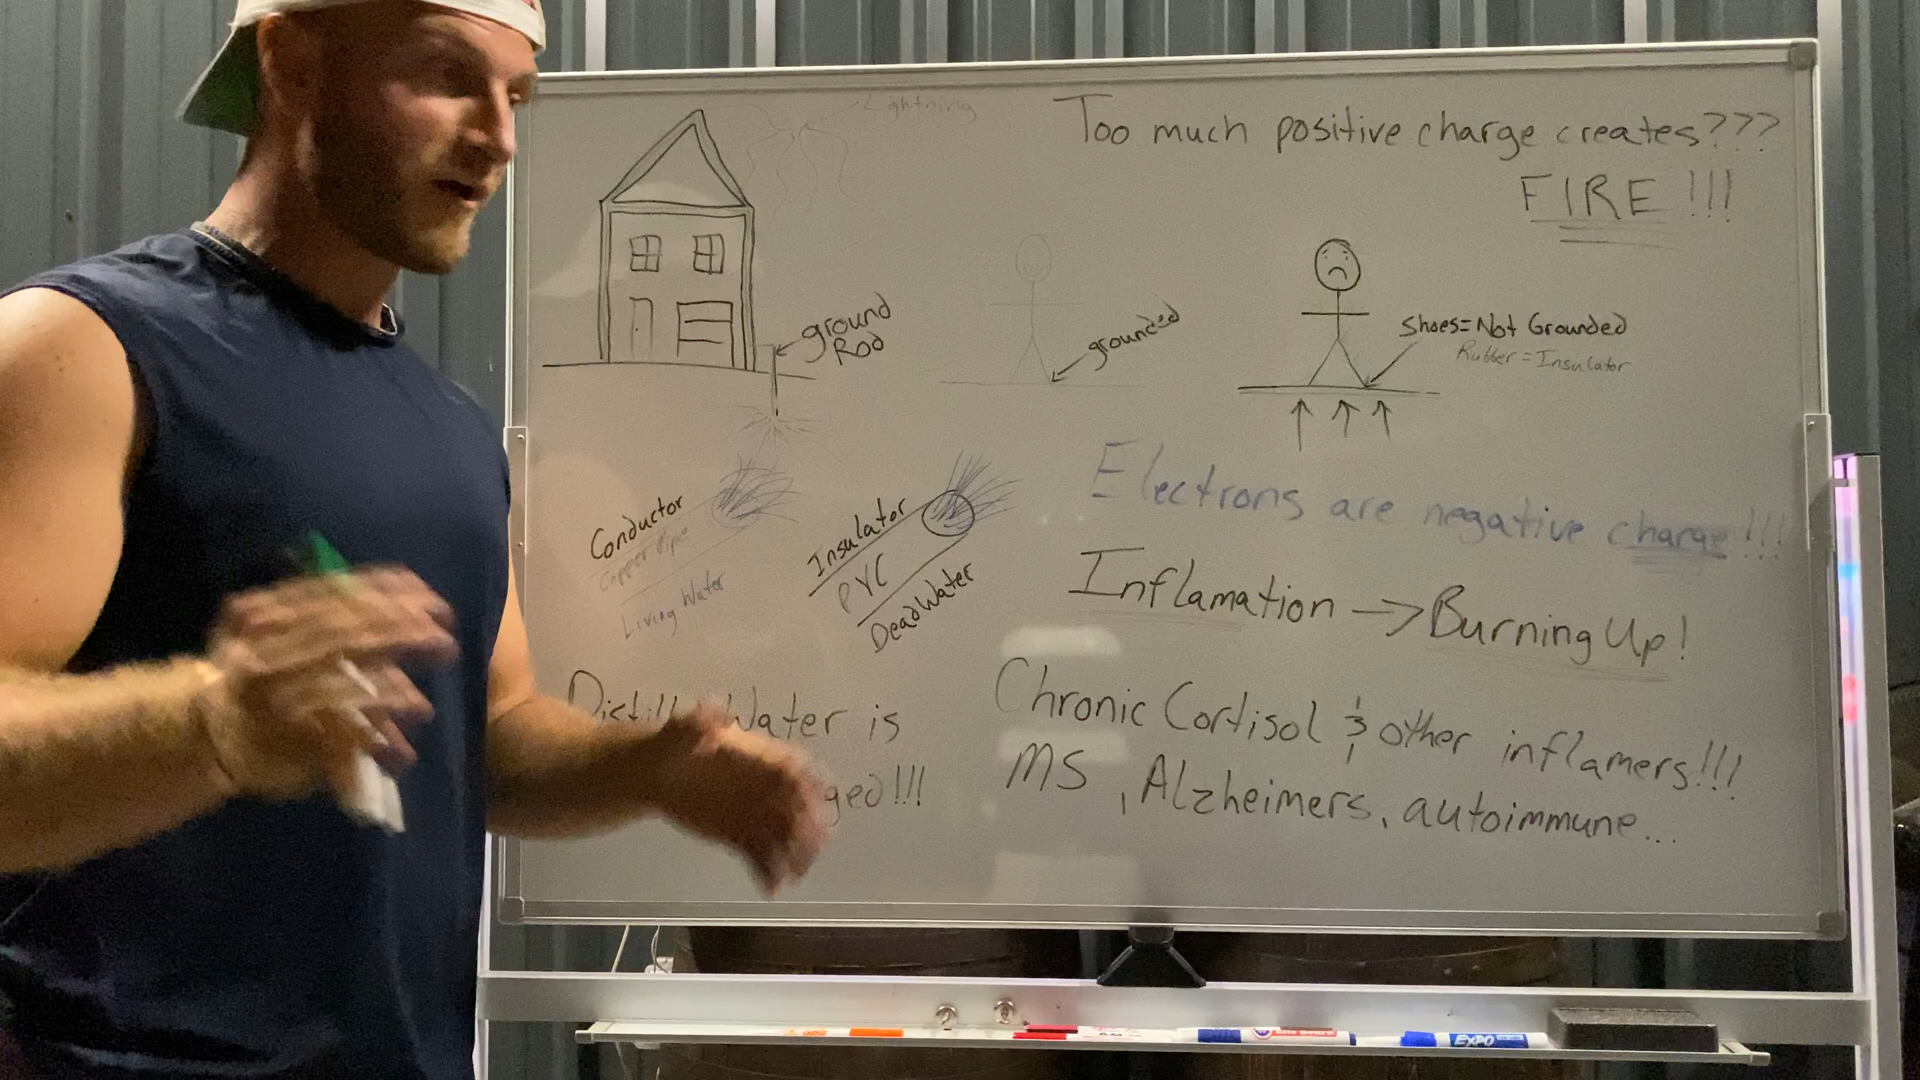 Lightning
Too much positive charge creates???
FIRE!!!
ground
Rod
grounded
Shoes=Not Grounded
Rubber=Insulator
Conductor
Copper Pipe
Living Water
Insulator
PVC
Dead Water
Electrons are negative charge!!!
Inflamation → Burning Up!
Water is
Chronic Cortisol & other inflamers!!!
MS, Alzheimers, autoimmune...
EXPO